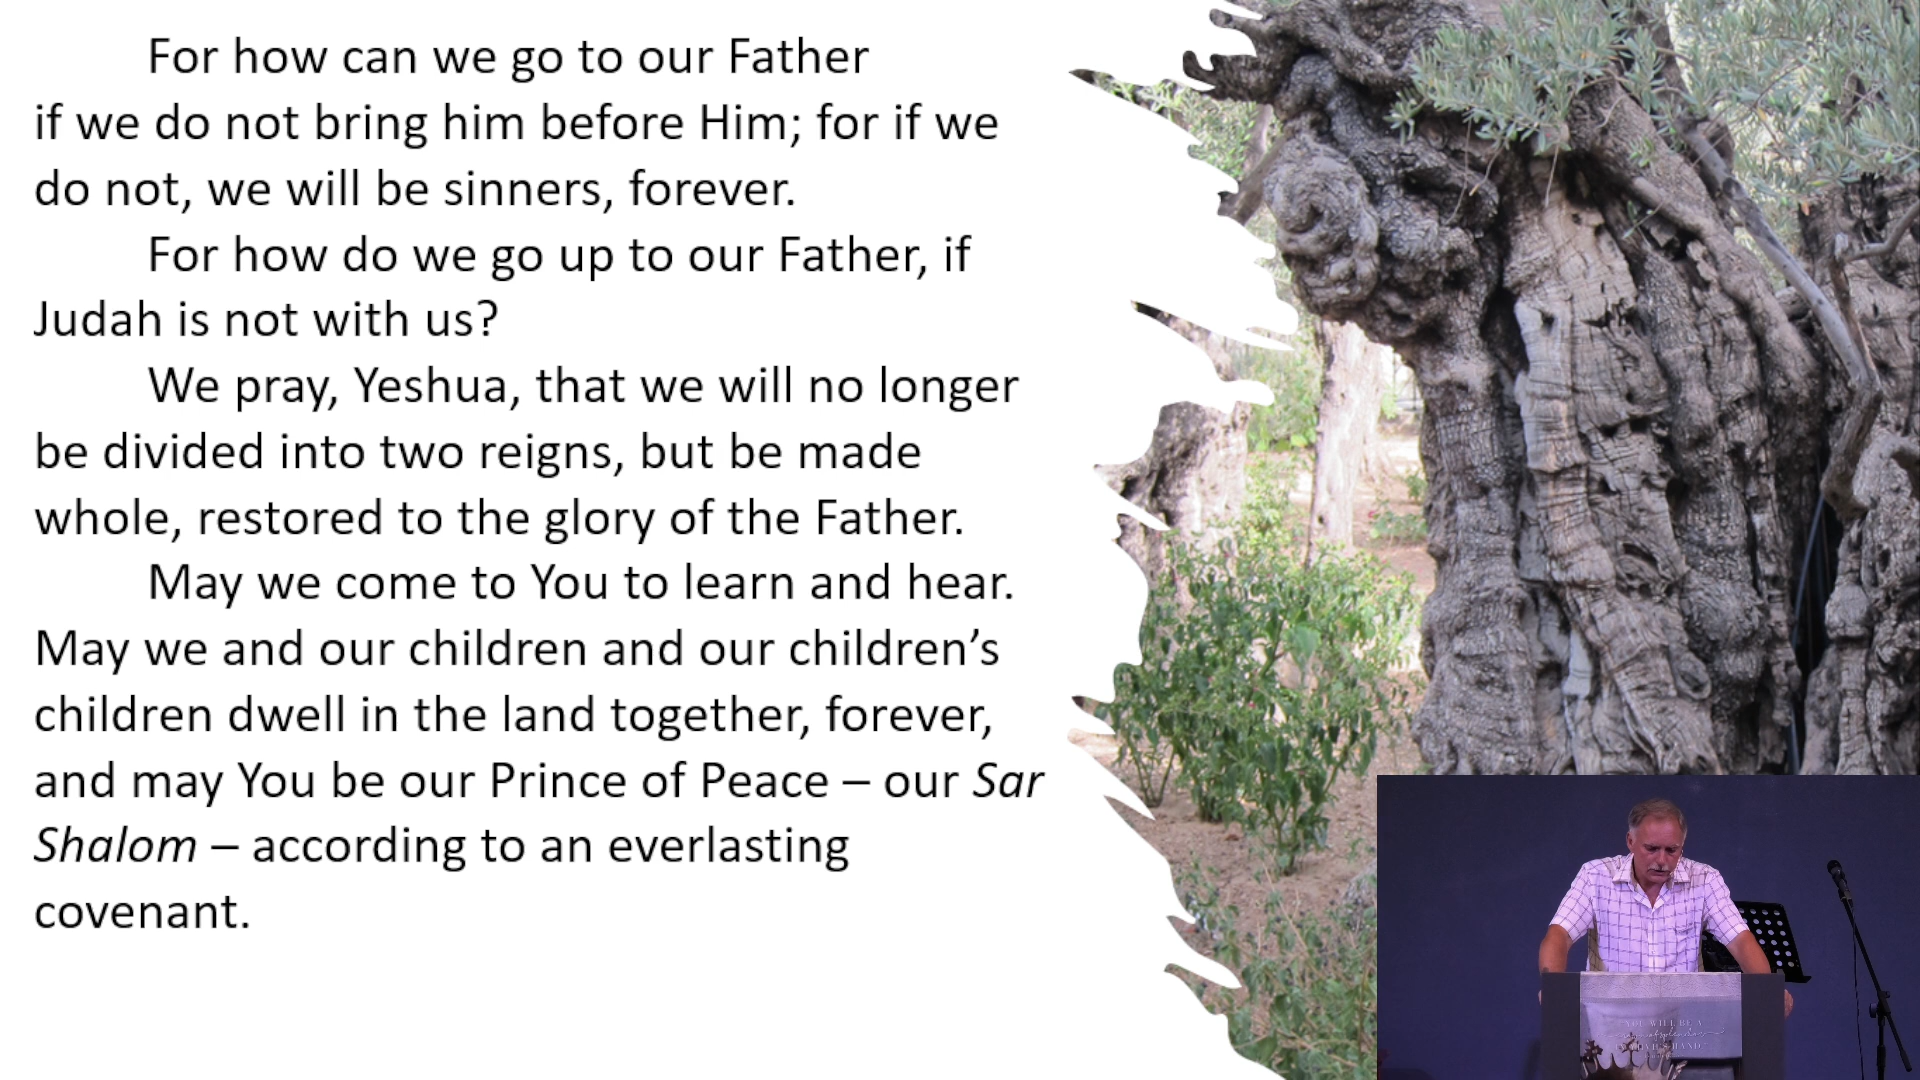 For how can we go to our Father
if we do not bring him before Him; for if we
do not, we will be sinners, forever.
For how do we go up to our Father, if
Judah is not with us?
We pray, Yeshua, that we will no longer
be divided into two reigns, but be made
whole, restored to the glory of the Father.
May we come to You to learn and hear.
May we and our children and our children’s
children dwell in the land together, forever,
and may You be our Prince of Peace – our Sar
Shalom – according to an everlasting
covenant.
YOU WILL BE A